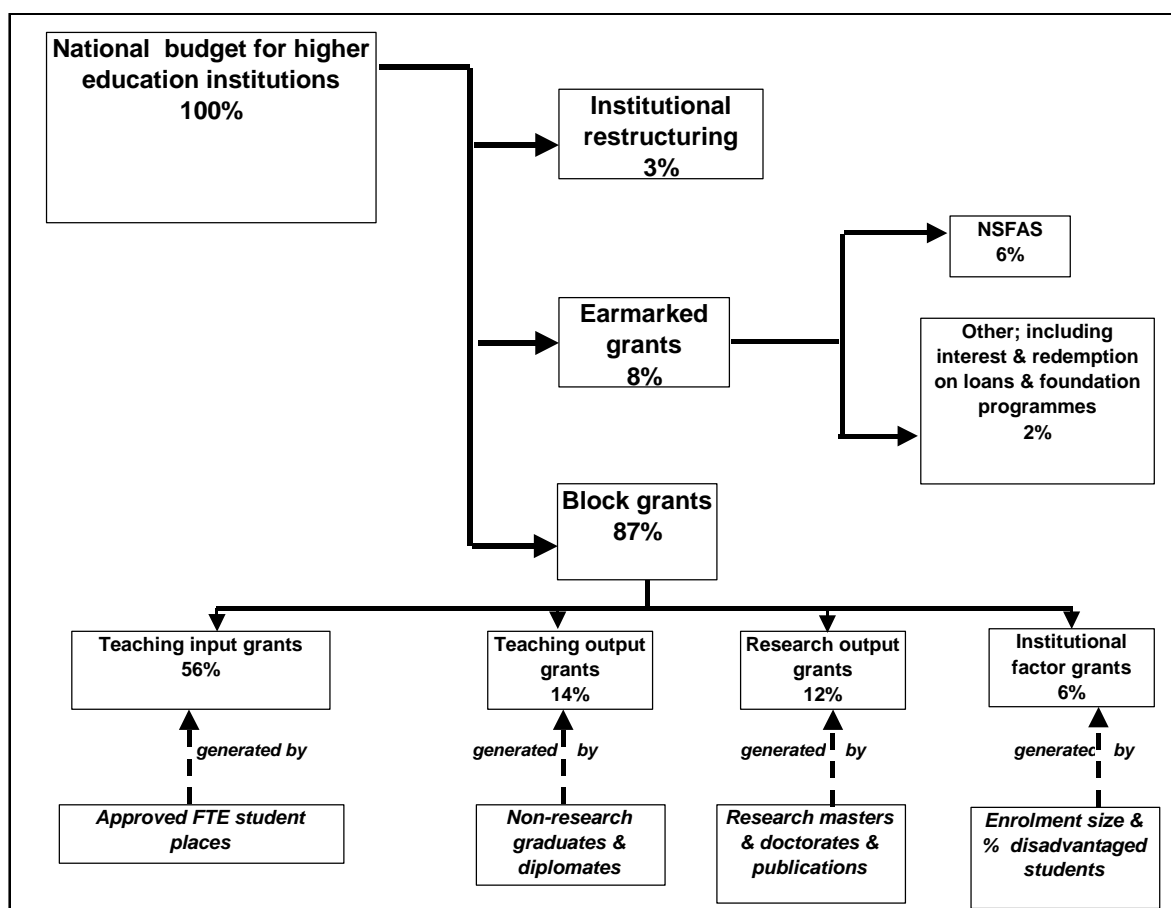 National budget for higher
education institutions
100%
Institutional
restructuring
3%
NSFAS
6%
Earmarked
grants
8%
Other; including
interest & redemption
on loans & foundation
programmes
2%
Block grants
87%
Teaching input grants
56%
Teaching output
grants
14%
Research output
grants
12%
Institutional
factor grants
6%
generated by
generated by
generated by
generated by
Approved FTE student
places
Non-research
graduates &
diplomates
Research masters
& doctorates &
publications
Enrolment size &
% disadvantaged
students